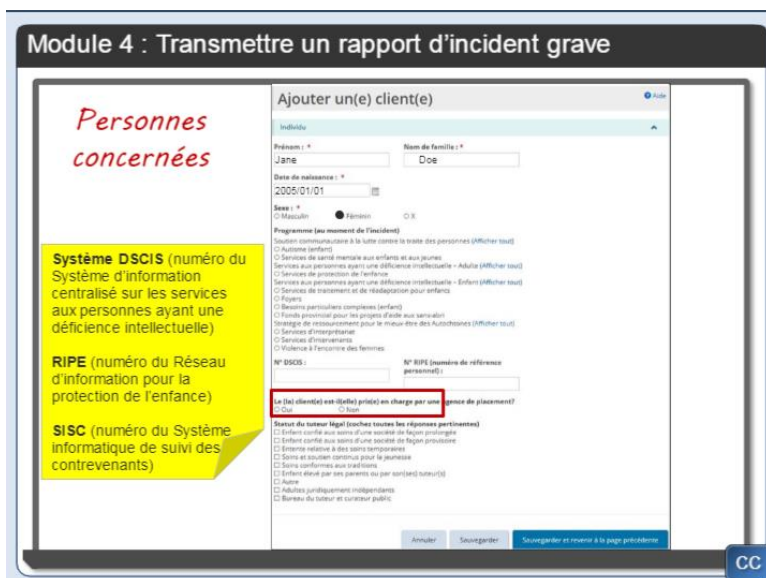 Module 4 : Transmettre un rapport d'incident grave
Personnes
concernées
Système DSCIS (numéro du
Système d'information
centralisé sur les services
aux personnes ayant une
déficience intellectuelle)
RIPE (numéro du Réseau
d'information pour la
protection de l'enfance)
SISC (numéro du Système
informatique de suivi des
contrevenants)
Ajouter un(e) client(e)
Aide
Individu
Prénom : * Nom de famille : *
Jane Doe
Date de naissance : *
2005/01/01
Sexe : *
Masculin Féminin X
Programme (au moment de l'incident)
Soutien communautaire à la lutte contre la traite des personnes (Afficher tout)
Autisme (enfant)
Services de santé mentale aux enfants et aux jeunes
Services aux personnes ayant une déficience intellectuelle – Adulte (Afficher tout)
Services de protection de l'enfance
Services aux personnes ayant une déficience intellectuelle – Enfant (Afficher tout)
Services de traitement et de réadaptation pour enfants
Foyers
Besoins particuliers complexes (enfant)
Fonds provincial pour les projets d'aide aux sans-abri
Stratégie de ressourcement pour le mieux-être des Autochtones (Afficher tout)
Services d'interprétariat
Services d'intervenants
Violence à l'encontre des femmes
N° DSCIS : N° RIPE (numéro de référence
personnel) :
Le (la) client(e) est-il(elle) pris(e) en charge par une agence de placement?
Oui Non
Statut du tuteur légal (cochez toutes les réponses pertinentes)
Enfant confié aux soins d'une société de façon prolongée
Enfant confié aux soins d'une société de façon provisoire
Entente relative à des soins temporaires
Soins et soutien continus pour la jeunesse
Soins conformes aux traditions
Enfant élevé par ses parents ou par son(ses) tuteur(s)
Autre
Adultes juridiquement indépendants
Bureau du tuteur et curateur public
Annuler Sauvegarder Sauvegarder et revenir à la page précédente
CC